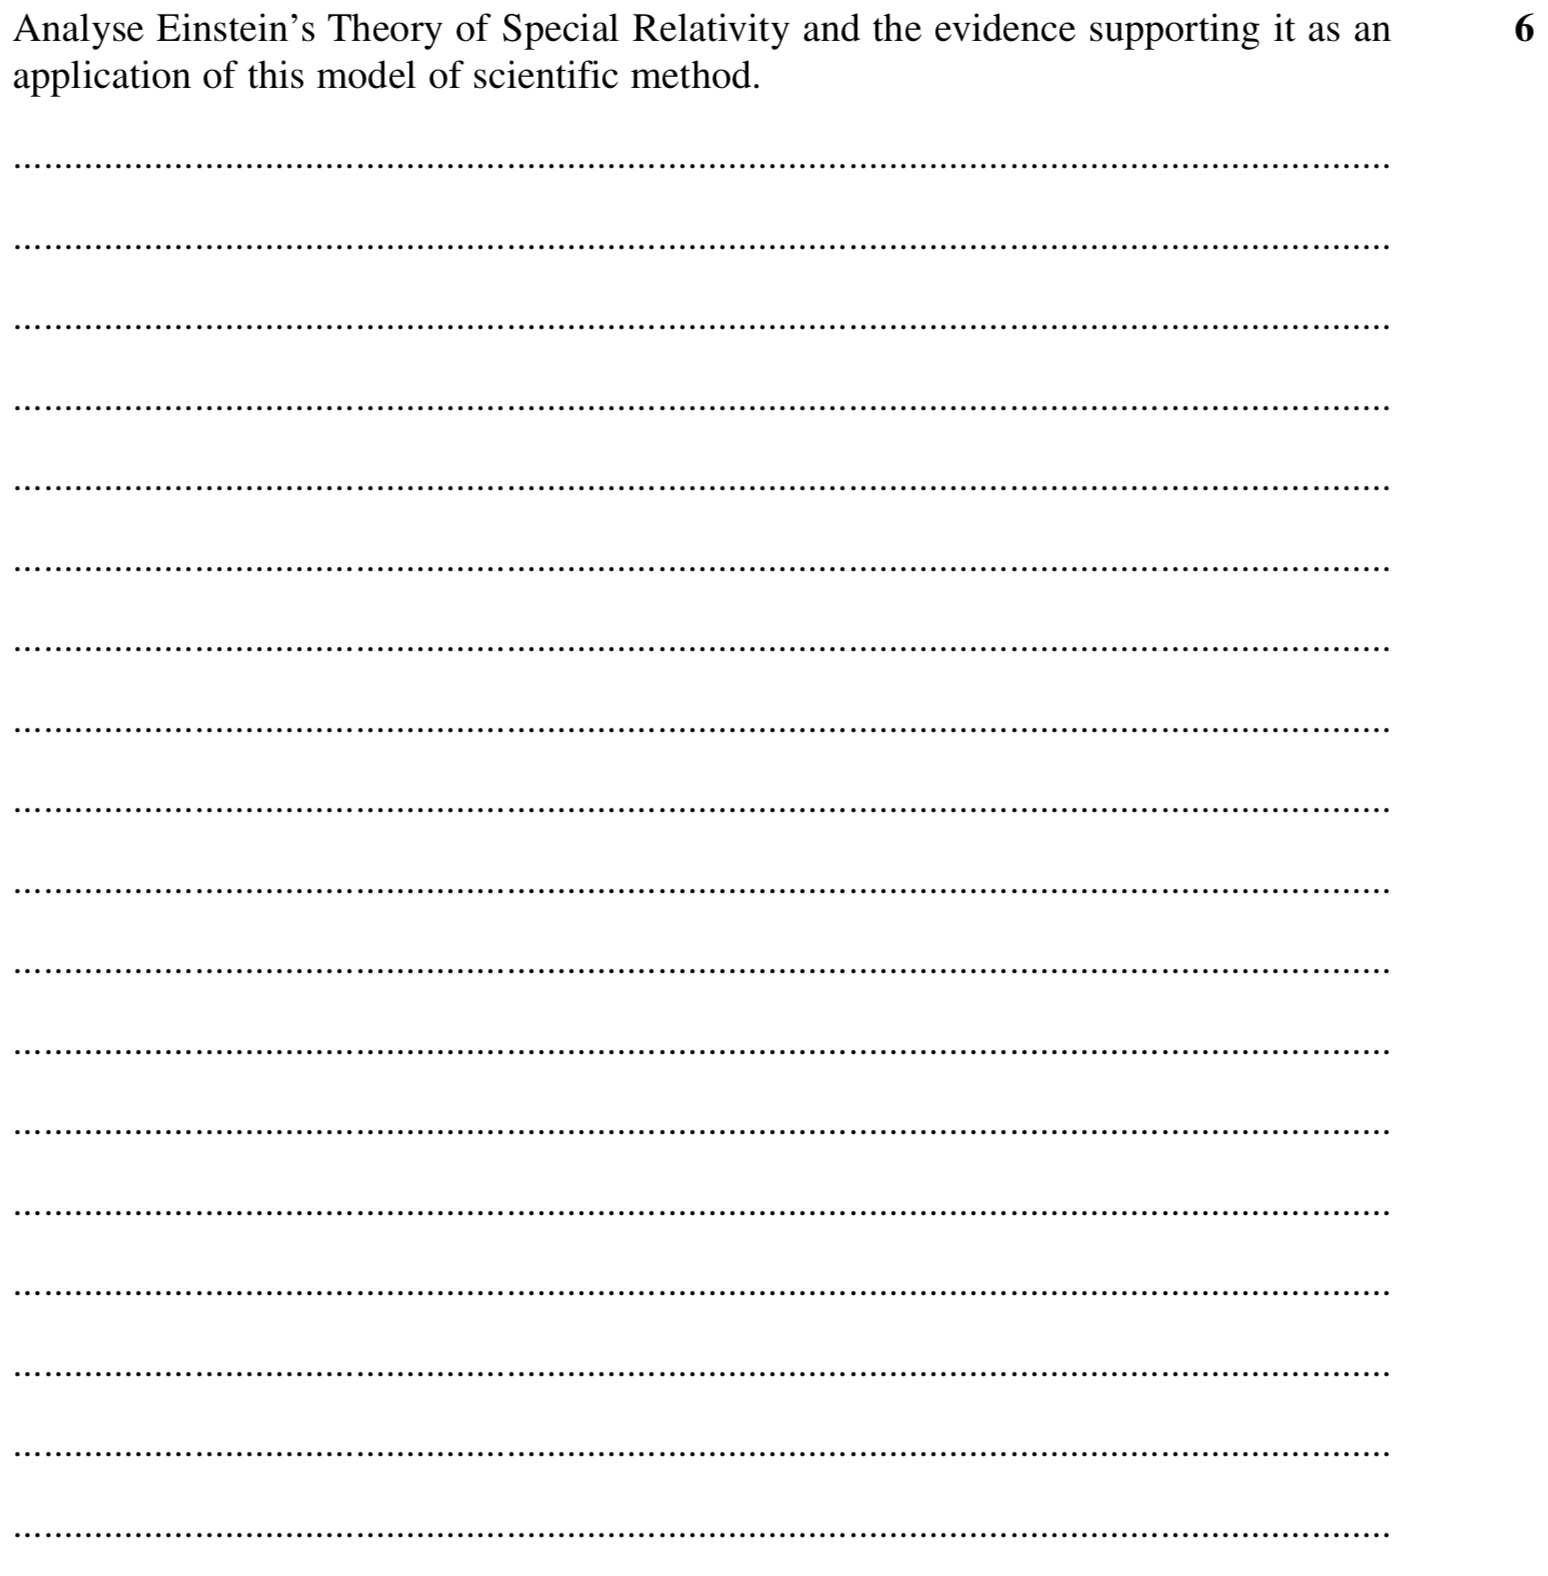 Analyse Einstein's Theory of Special Relativity and the evidence supporting it as an 6
application of this model of scientific method.